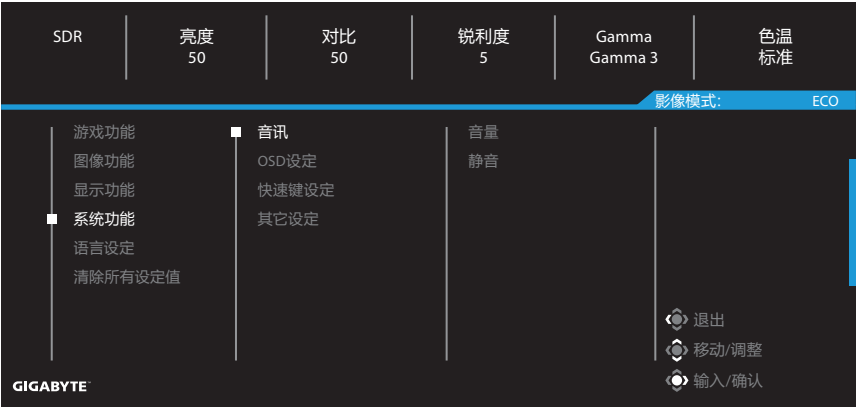 SDR
亮度
50
对比
50
锐利度
5
Gamma
Gamma 3
色温
标准
影像模式: ECO
游戏功能
图像功能
显示功能
系统功能
语言设定
清除所有设定值
音讯
OSD设定
快速键设定
其它设定
音量
静音
退出
移动/调整
输入/确认
GIGABYTE™